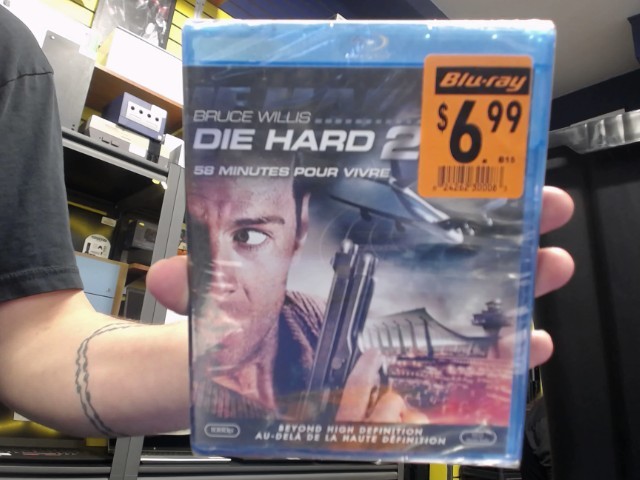 Blu-ray
$6.99
BRUCE WILLIS
DIE HARD 2
58 MINUTES POUR VIVRE
BEYOND HIGH DEFINITION
AU-DELÀ DE LA HAUTE DÉFINITION